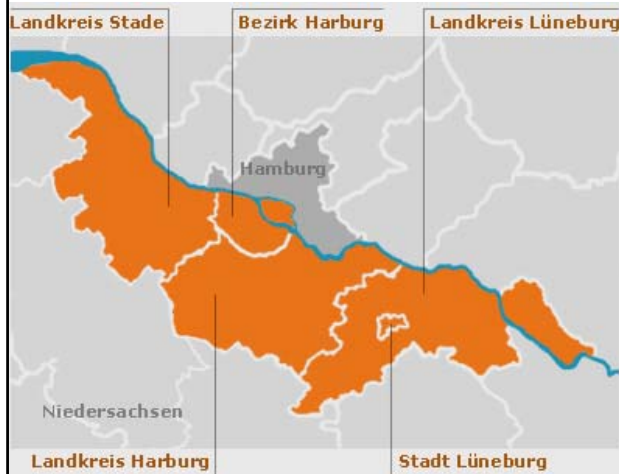 Landkreis Stade
Bezirk Harburg
Landkreis Lüneburg
Hamburg
Niedersachsen
Landkreis Harburg
Stadt Lüneburg